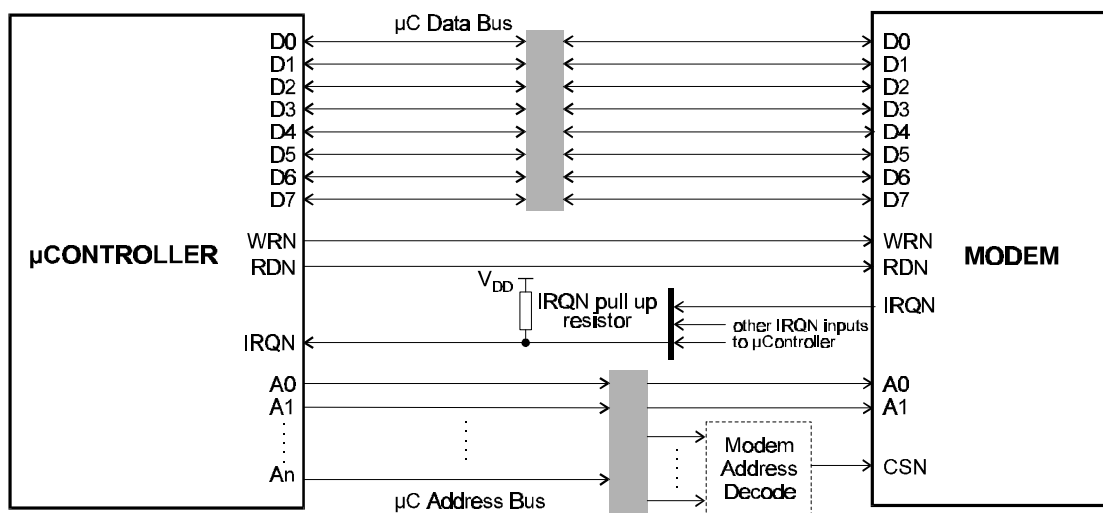 µC Data Bus
D0
D1
D2
D3
D4
D5
D6
D7
WRN
RDN
IRQN
A0
A1
An
µCONTROLLER
VDD
IRQN pull up
resistor
other IRQN inputs
to µController
µC Address Bus
Modem
Address
Decode
D0
D1
D2
D3
D4
D5
D6
D7
WRN
RDN
IRQN
A0
A1
CSN
MODEM